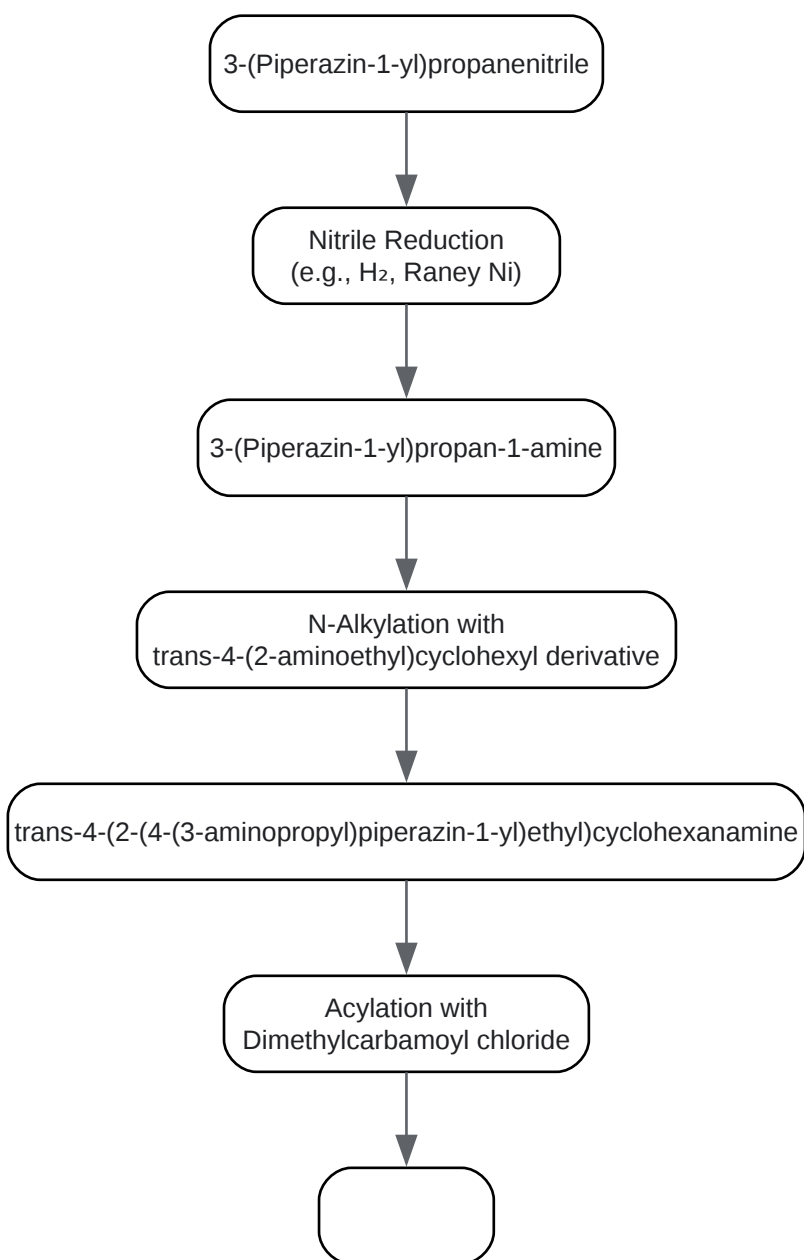 3-(Piperazin-1-yl)propanenitrile
Nitrile Reduction
(e.g., H₂, Raney Ni)
3-(Piperazin-1-yl)propan-1-amine
N-Alkylation with
trans-4-(2-aminoethyl)cyclohexyl derivative
trans-4-(2-(4-(3-aminopropyl)piperazin-1-yl)ethyl)cyclohexanamine
Acylation with
Dimethylcarbamoyl chloride